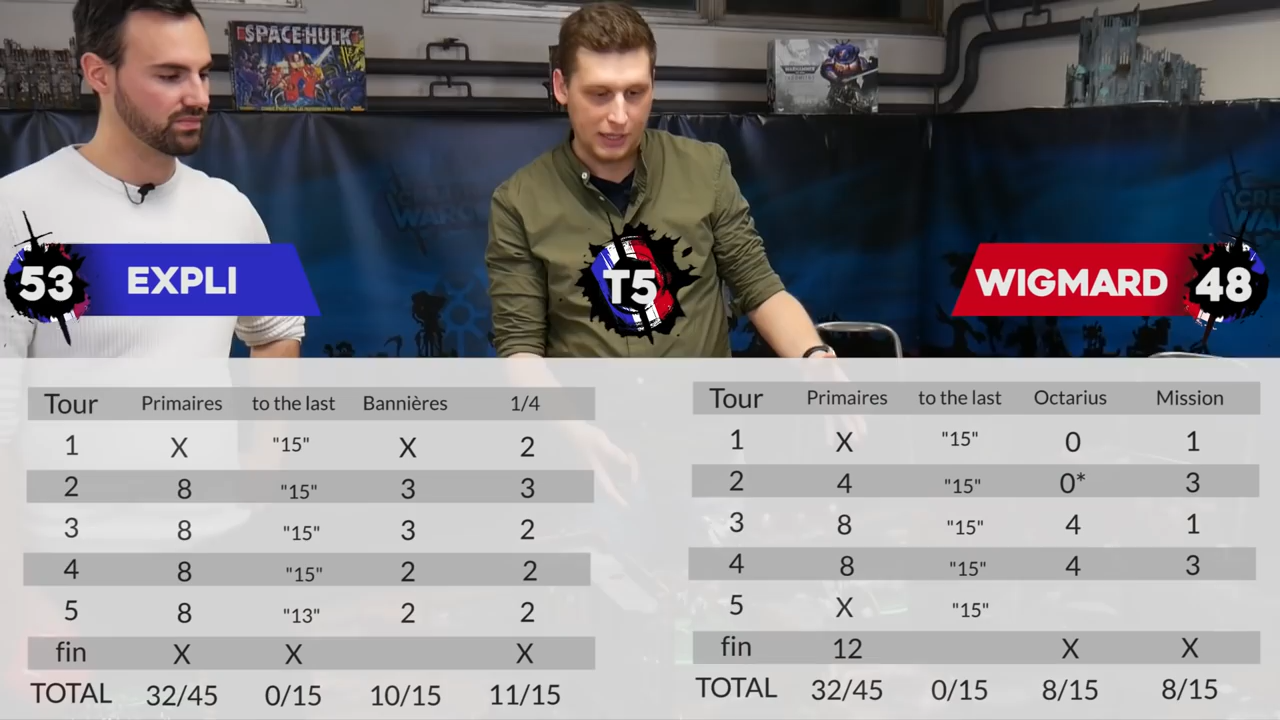 SPACE HULK
WARHAMMER
53 EXPLI
T5
WIGMARD 48
Tour Primaires to the last Bannières 1/4
1 X "15" X 2
2 8 "15" 3 3
3 8 "15" 3 2
4 8 "15" 2 2
5 8 "13" 2 2
fin X X X
TOTAL 32/45 0/15 10/15 11/15
Tour Primaires to the last Octarius Mission
1 X "15" 0 1
2 4 "15" 0* 3
3 8 "15" 4 1
4 8 "15" 4 3
5 X "15"
fin 12 X X
TOTAL 32/45 0/15 8/15 8/15